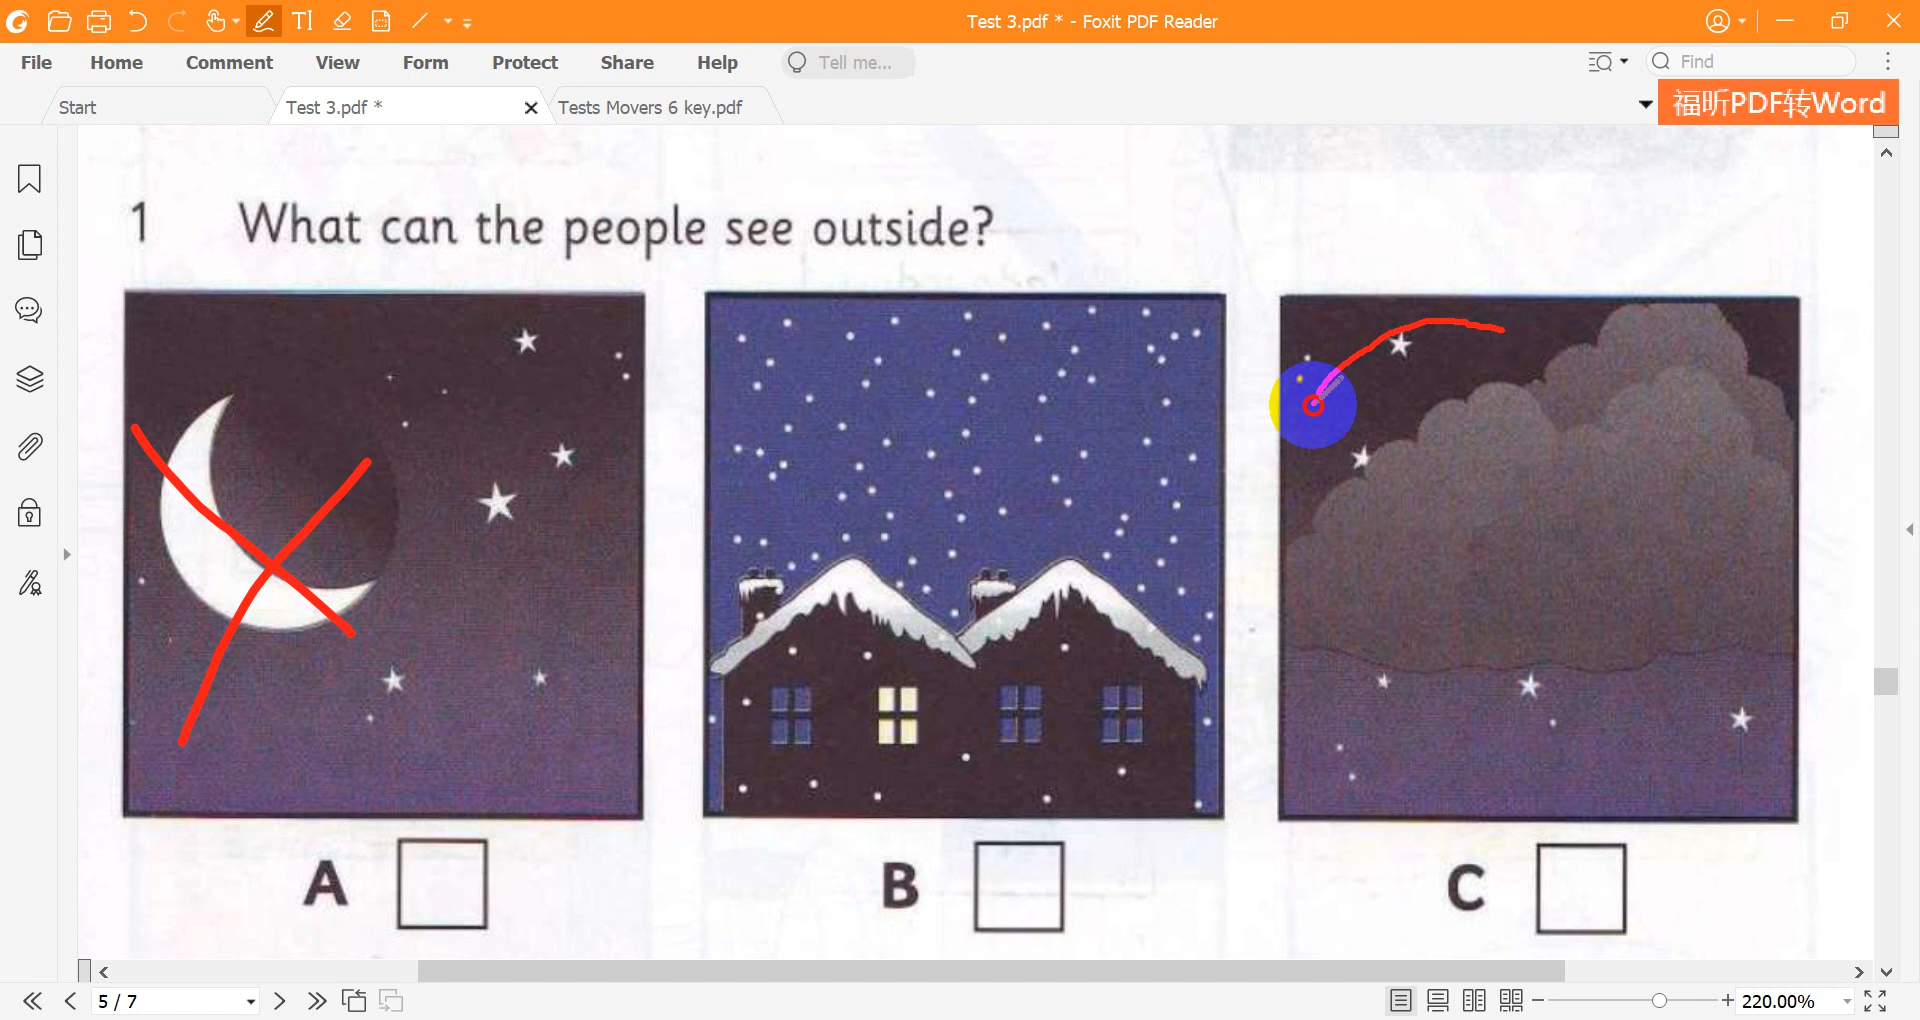 Test 3.pdf * - Foxit PDF Reader
File Home Comment View Form Protect Share Help Tell me... Find
Start Test 3.pdf * Tests Movers 6 key.pdf 福昕PDF转Word
1 What can the people see outside?
A B C
5 / 7 220.00%